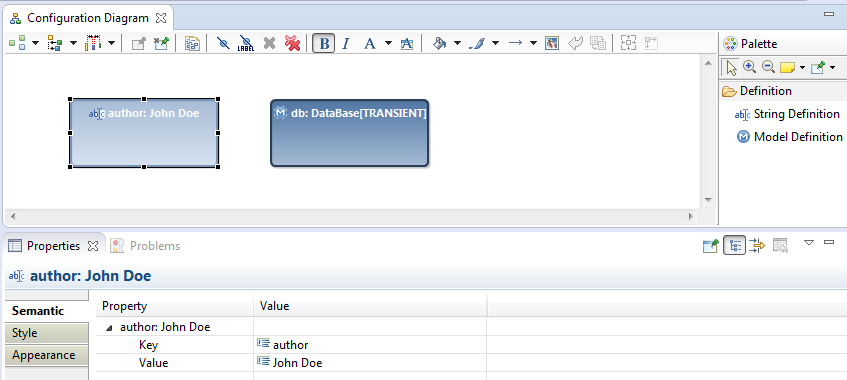 Configuration Diagram
LABEL
B I A A
Palette
Definition
String Definition
Model Definition
author: John Doe
db: DataBase[TRANSIENT]
Properties
Problems
author: John Doe
Semantic
Style
Appearance
Property Value
author: John Doe
Key author
Value John Doe